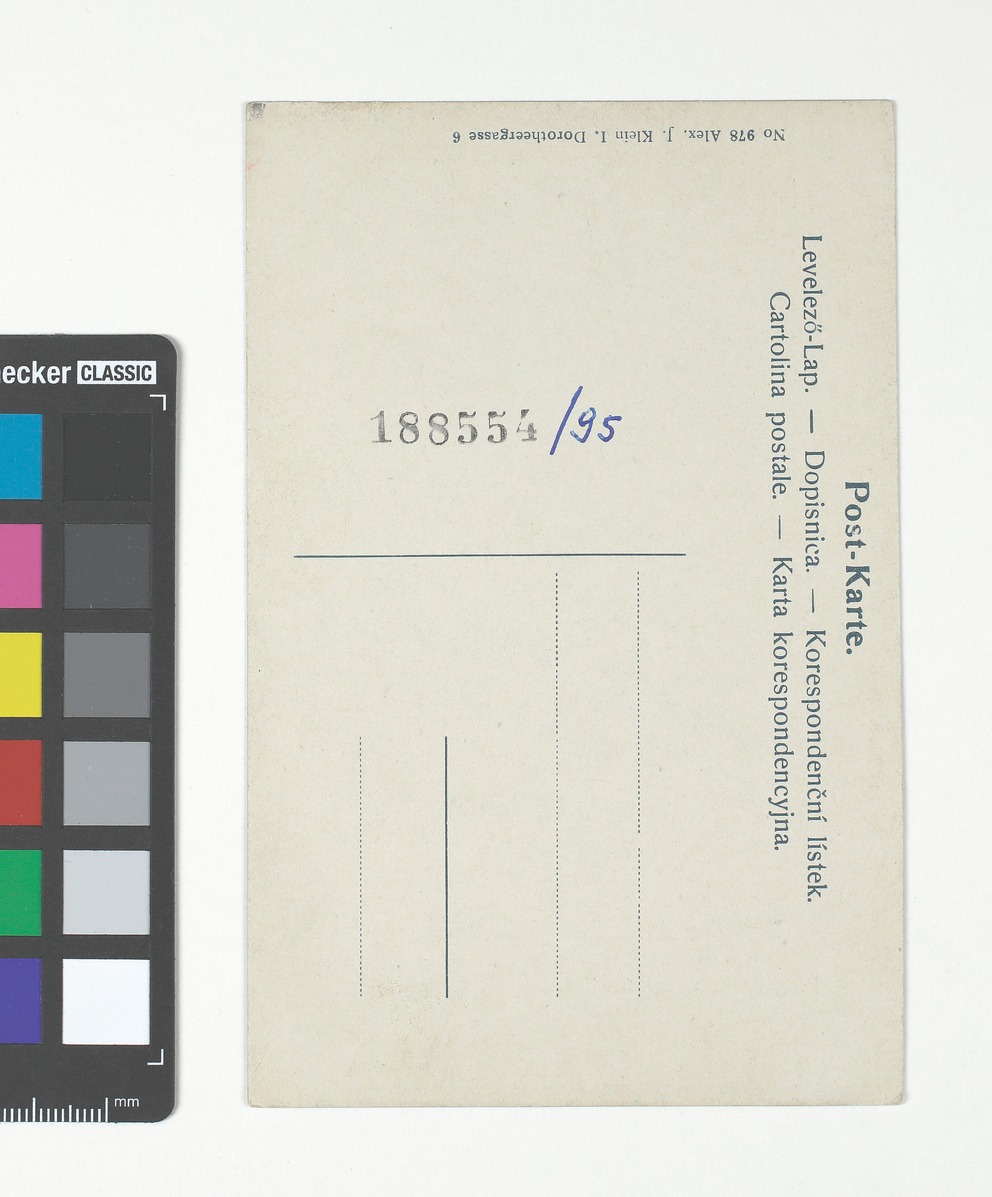 Post-Karte.
Levelező-Lap. — Dopisnica. — Korespondenční lístek.
Cartolina postale. — Karta korespondencyjna.
No 978 Alex. J. Klein I. Dorotheergasse 6
188554/95
ecker CLASSIC
mm